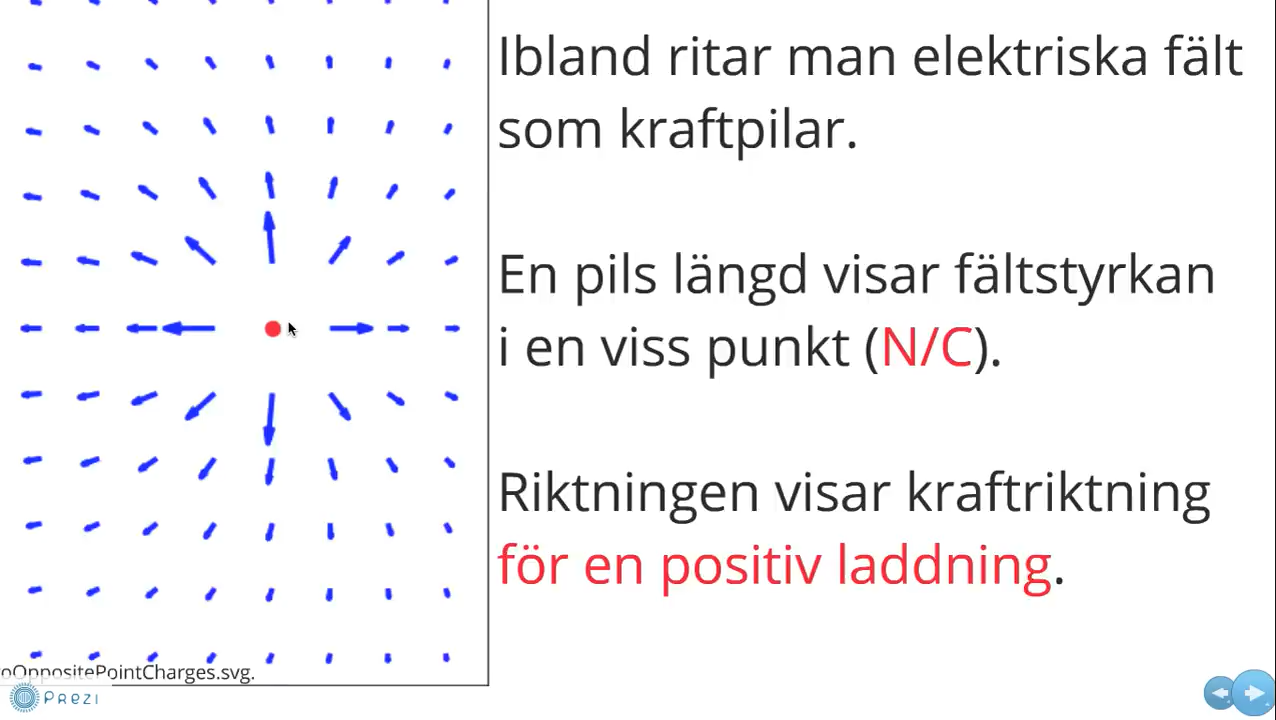 Ibland ritar man elektriska fält
som kraftpilar.
En pils längd visar fältstyrkan
i en viss punkt (N/C).
Riktningen visar kraftriktning
för en positiv laddning.
oOppositePointCharges.svg.
PREZI